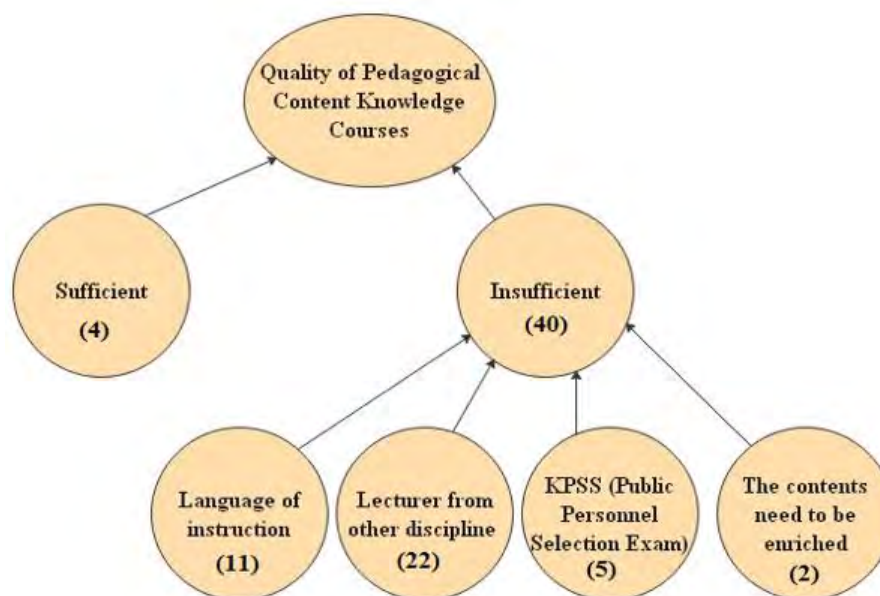 Quality of Pedagogical
Content Knowledge
Courses
Sufficient
(4)
Insufficient
(40)
Language of
instruction
(11)
Lecturer from
other discipline
(22)
KPSS (Public
Personnel
Selection Exam)
(5)
The contents
need to be
enriched
(2)